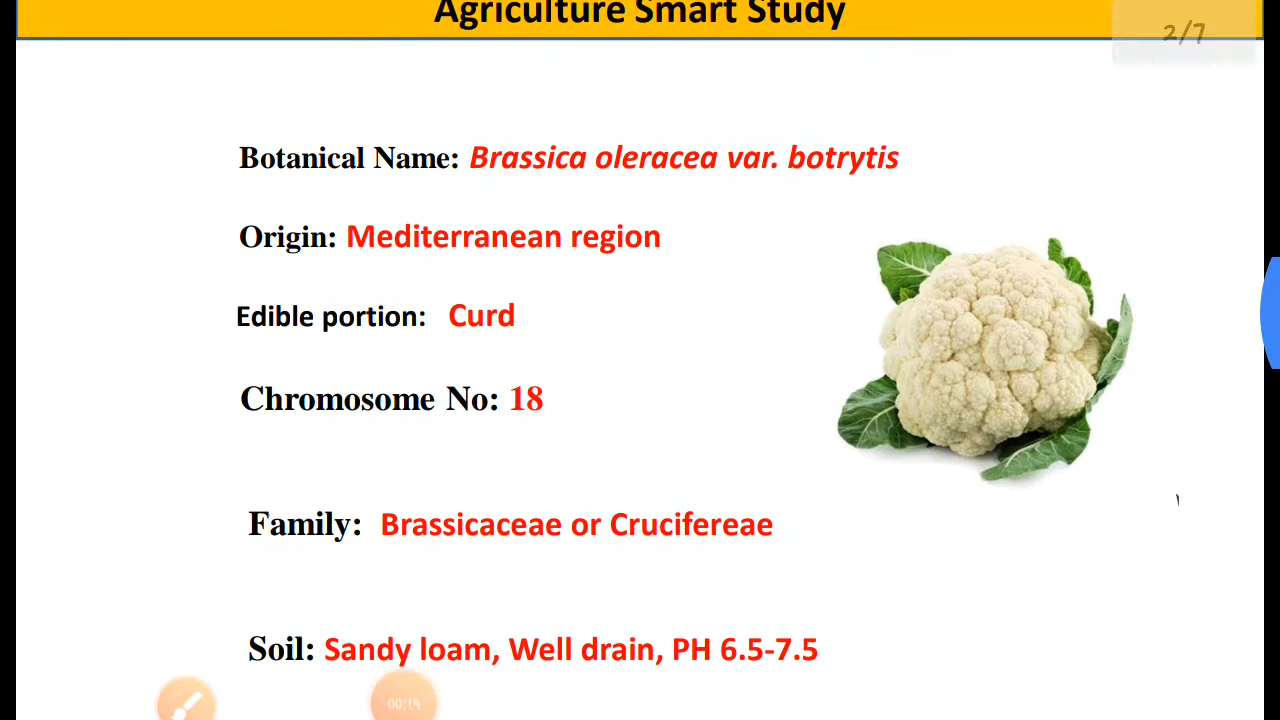 Agriculture Smart Study
2/7
Botanical Name: Brassica oleracea var. botrytis
Origin: Mediterranean region
Edible portion: Curd
Chromosome No: 18
Family: Brassicaceae or Crucifereae
Soil: Sandy loam, Well drain, PH 6.5-7.5
00:19